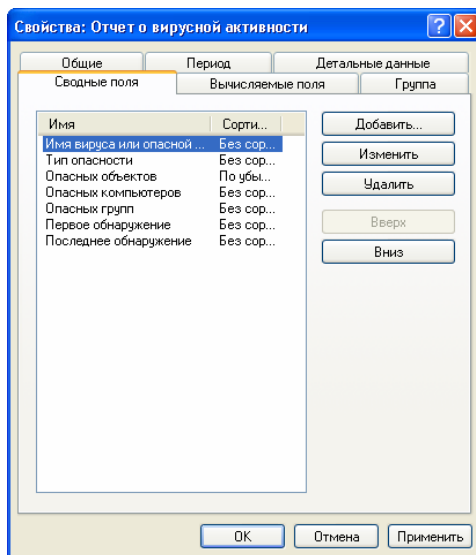 Свойства: Отчет о вирусной активности
Общие Период Детальные данные
Сводные поля Вычисляемые поля Группа
Имя Сорти...
Имя вируса или опасной ... Без сор...
Тип опасности Без сор...
Опасных объектов По убы...
Опасных компьютеров Без сор...
Опасных групп Без сор...
Первое обнаружение Без сор...
Последнее обнаружение Без сор...
Добавить...
Изменить
Удалить
Вверх
Вниз
OK Отмена Применить